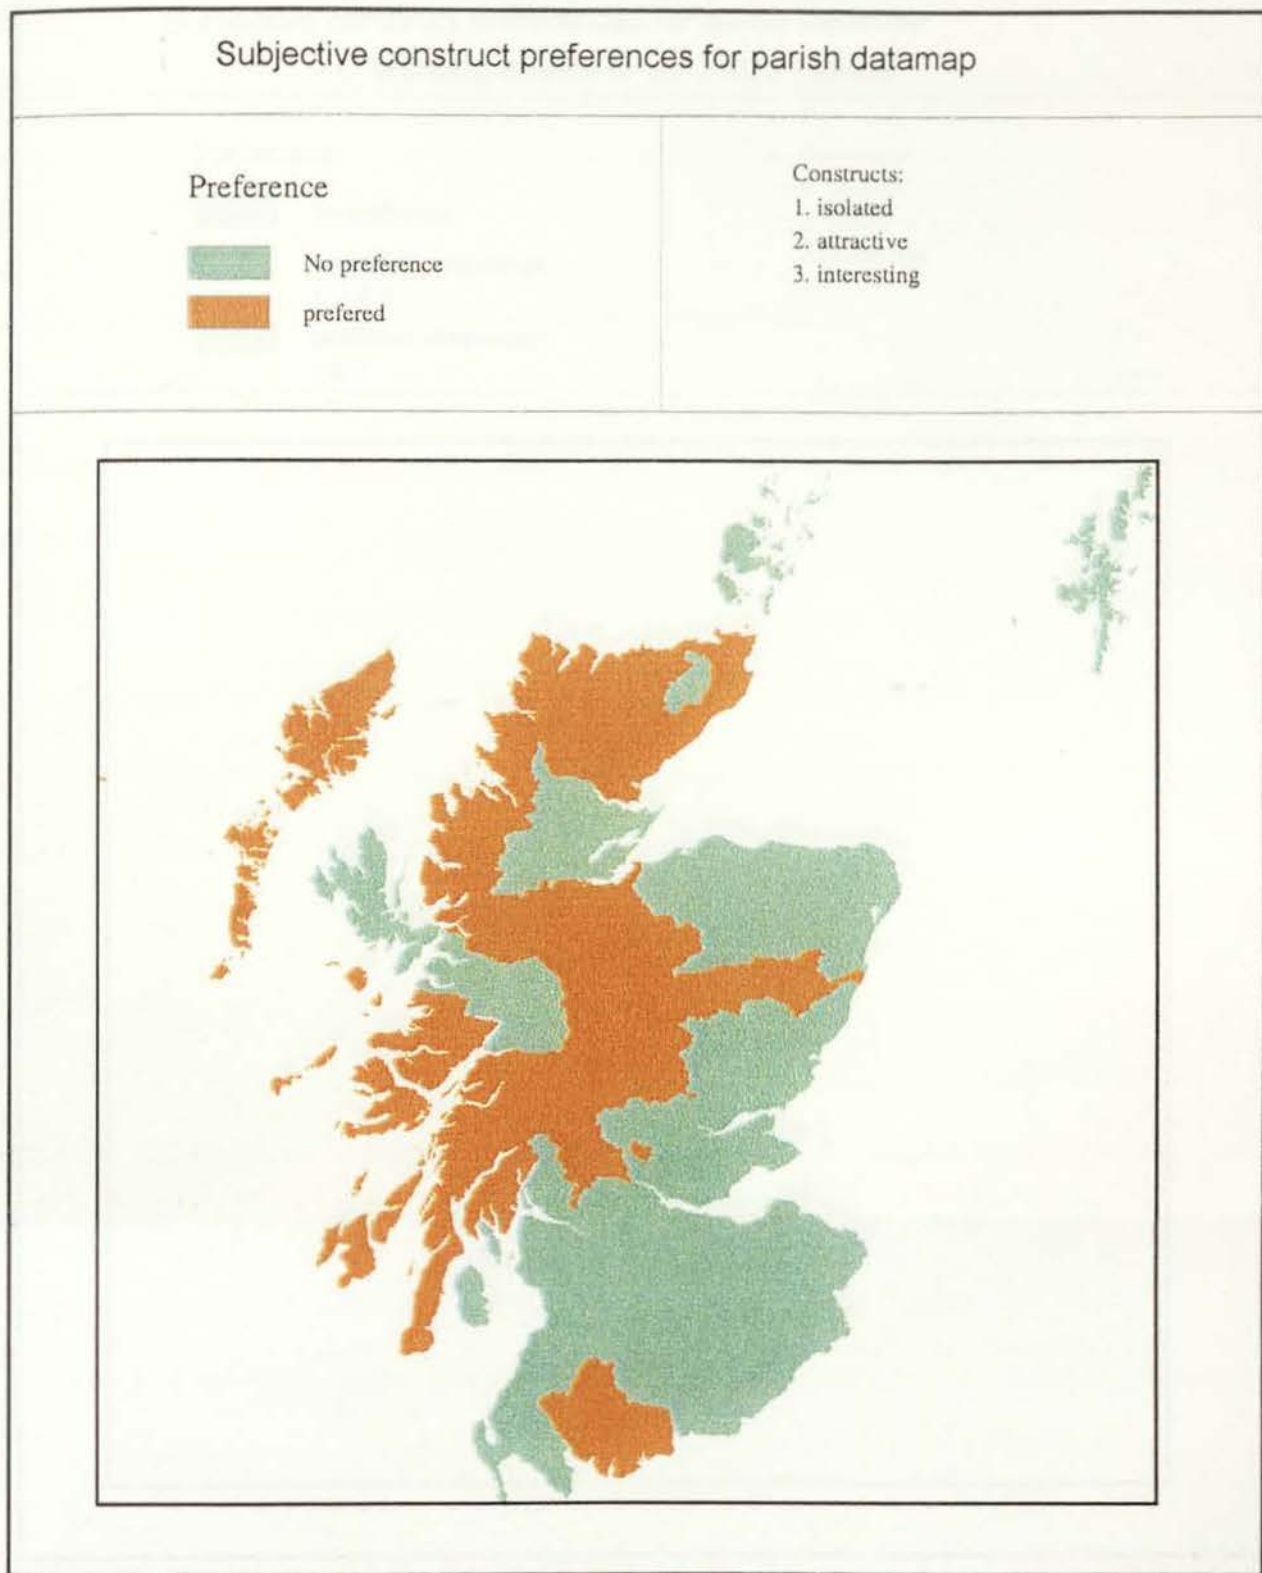 Subjective construct preferences for parish datamap
Preference
No preference
prefered
Constructs:
1. isolated
2. attractive
3. interesting